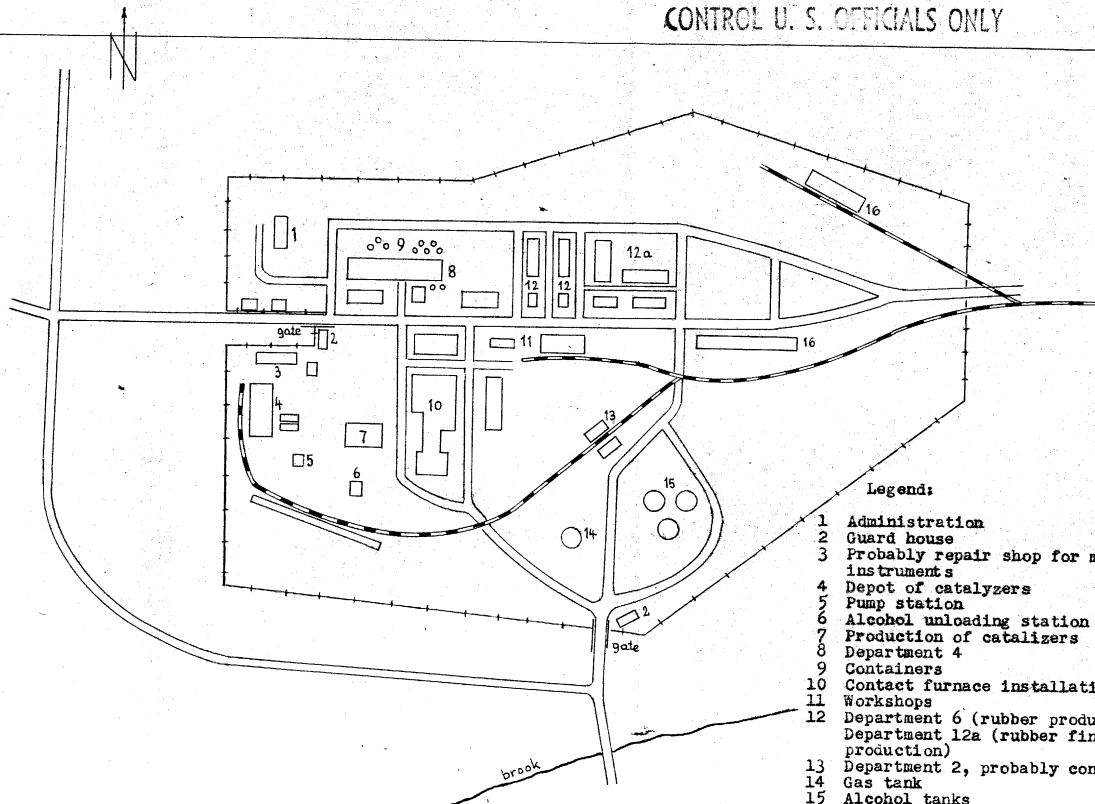 CONTROL U. S. OFFICIALS ONLY
N
16
1
9
12a
8
12 12
gate 2
11
16
3
4
10
13
7
5
6
15
14
2
gate
brook
Legend:
1 Administration
2 Guard house
3 Probably repair shop for m
instruments
4 Depot of catalyzers
5 Pump station
6 Alcohol unloading station
7 Production of catalizers
8 Department 4
9 Containers
10 Contact furnace installati
11 Workshops
12 Department 6 (rubber produ
Department 12a (rubber fin
production)
13 Department 2, probably con
14 Gas tank
15 Alcohol tanks